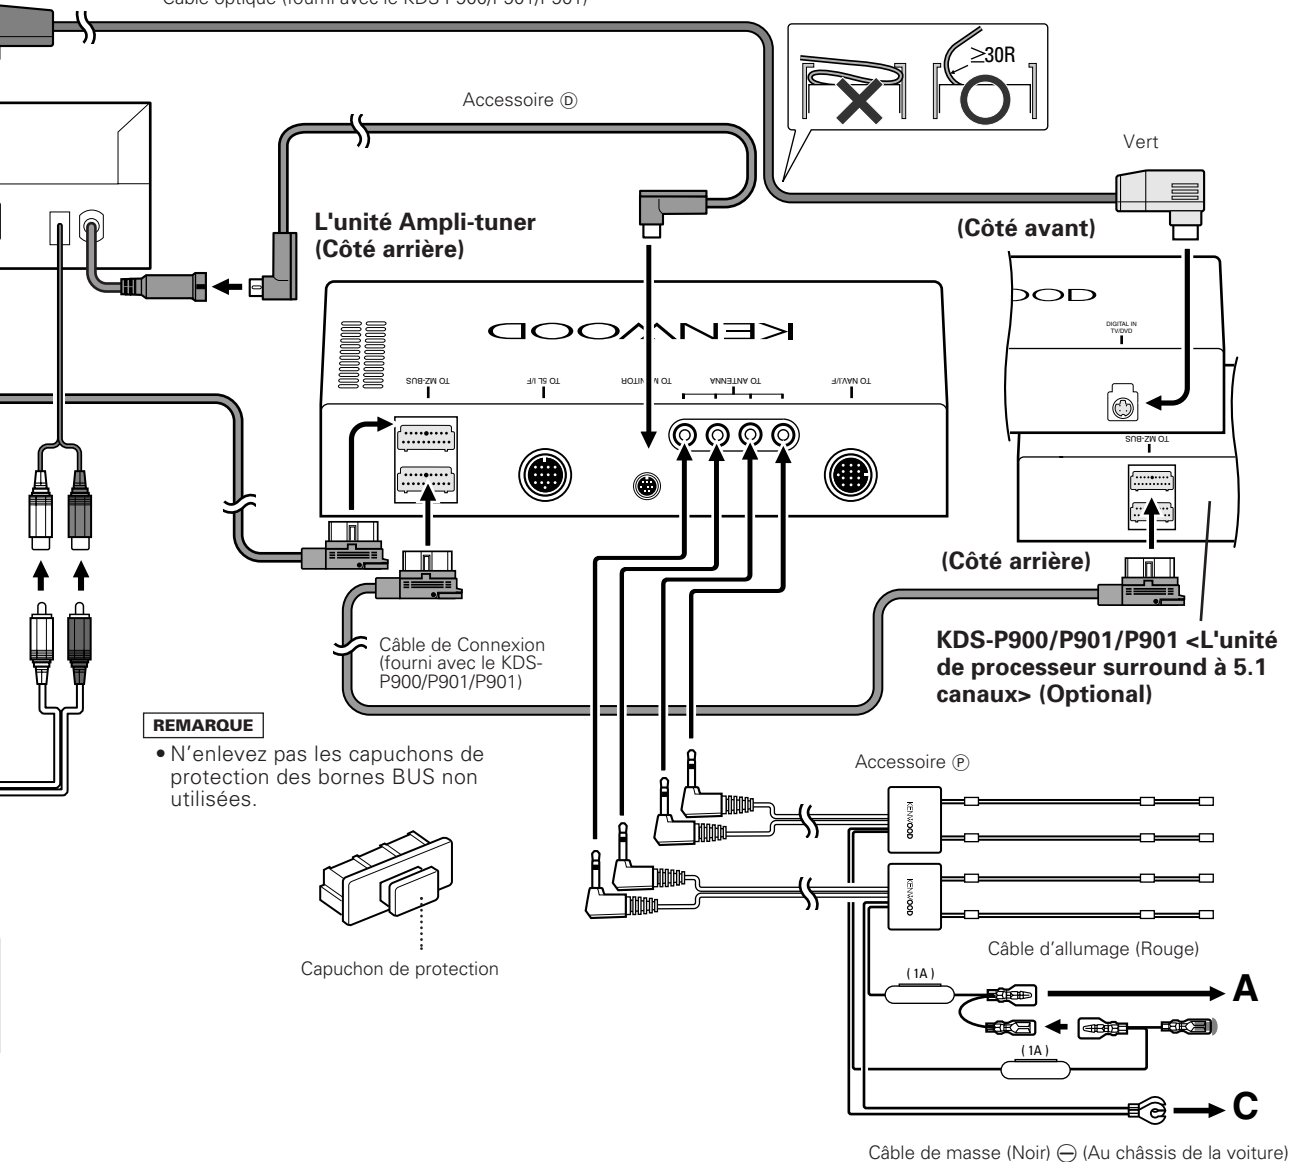 Câble optique (fourni avec le KDS-P900/P901/P901)
≥30R
Accessoire Ⓓ
Vert
L'unité Ampli-tuner
(Côté arrière)
(Côté avant)
OOD
DIGITAL IN
TV/DVD
KENWOOD
TO MZ-BUS
TO 5L I/F
TO MONITOR
TO ANTENNA
TO NAV.I/F
TO MZ-BUS
(Côté arrière)
Câble de Connexion
(fourni avec le KDS-
P900/P901/P901)
KDS-P900/P901/P901 <L'unité
de processeur surround à 5.1
canaux> (Optional)
REMARQUE
• N’enlevez pas les capuchons de
protection des bornes BUS non
utilisées.
Accessoire Ⓟ
KENWOOD
KENWOOD
Capuchon de protection
Câble d’allumage (Rouge)
( 1A )
A
( 1A )
C
Câble de masse (Noir) ⊖ (Au châssis de la voiture)